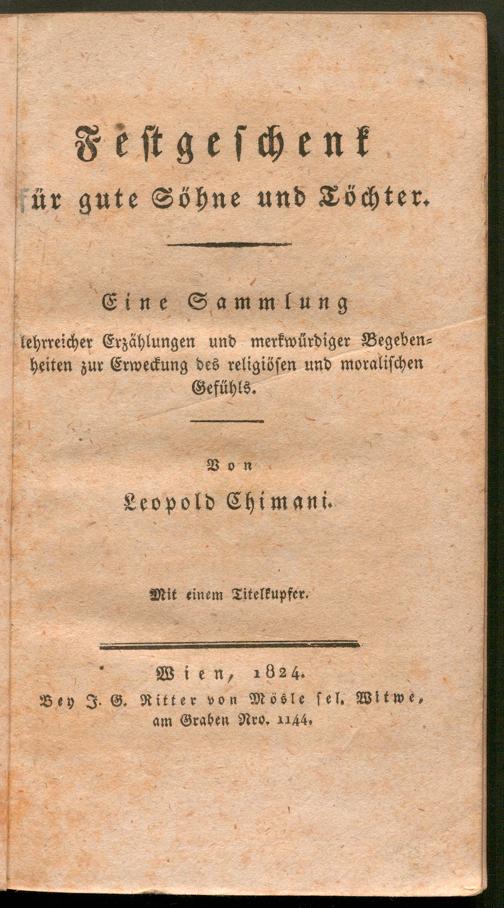 Festgeschenk
für gute Söhne und Töchter.
Eine Sammlung
lehrreicher Erzählungen und merkwürdiger Begeben=
heiten zur Erweckung des religiösen und moralischen
Gefühls.
Von
Leopold Chimani.
Mit einem Titelkupfer.
Wien, 1824.
Bey J. G. Ritter von Mösle sel. Witwe,
am Graben Nro. 1144.